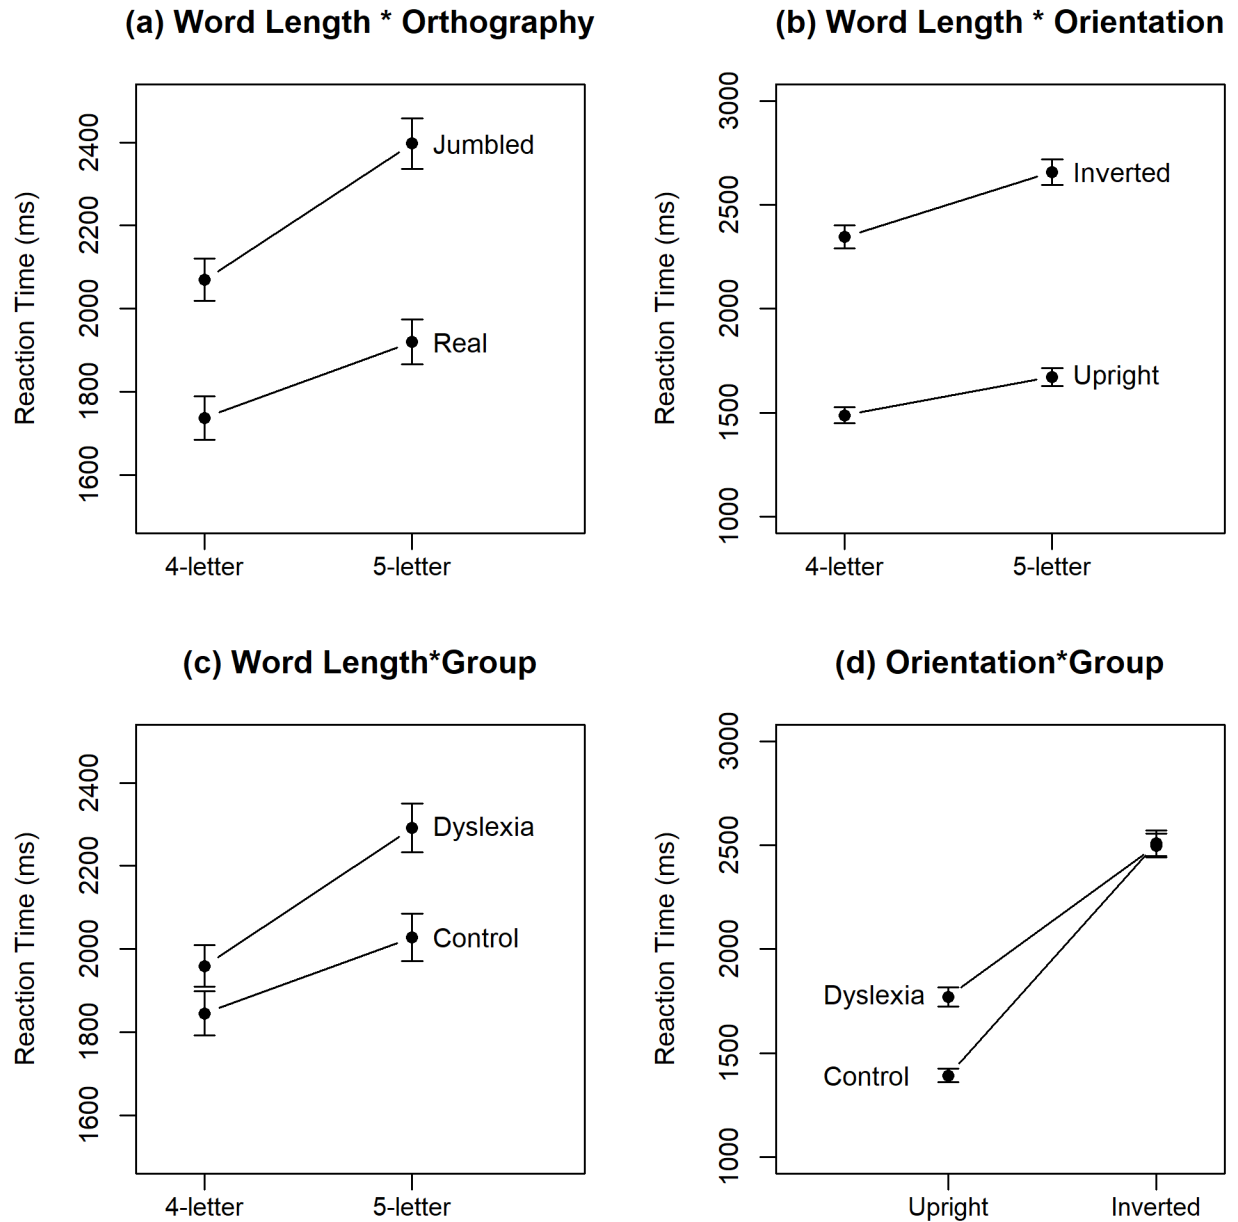 (a) Word Length * Orthography
Reaction Time (ms)
2400
2200
2000
1800
1600
Jumbled
Real
4-letter 5-letter
(b) Word Length * Orientation
Reaction Time (ms)
3000
2500
2000
1500
1000
Inverted
Upright
4-letter 5-letter
(c) Word Length*Group
Reaction Time (ms)
2400
2200
2000
1800
1600
Dyslexia
Control
4-letter 5-letter
(d) Orientation*Group
Reaction Time (ms)
3000
2500
2000
1500
1000
Dyslexia
Control
Upright Inverted